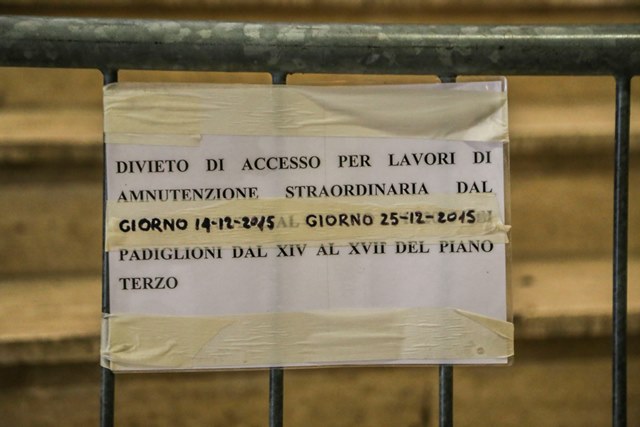 DIVIETO DI ACCESSO PER LAVORI DI
AMNUTENZIONE STRAORDINARIA DAL
GIORNO 14-12-2015 AL GIORNO 25-12-2015
PADIGLIONI DAL XIV AL XVII DEL PIANO
TERZO